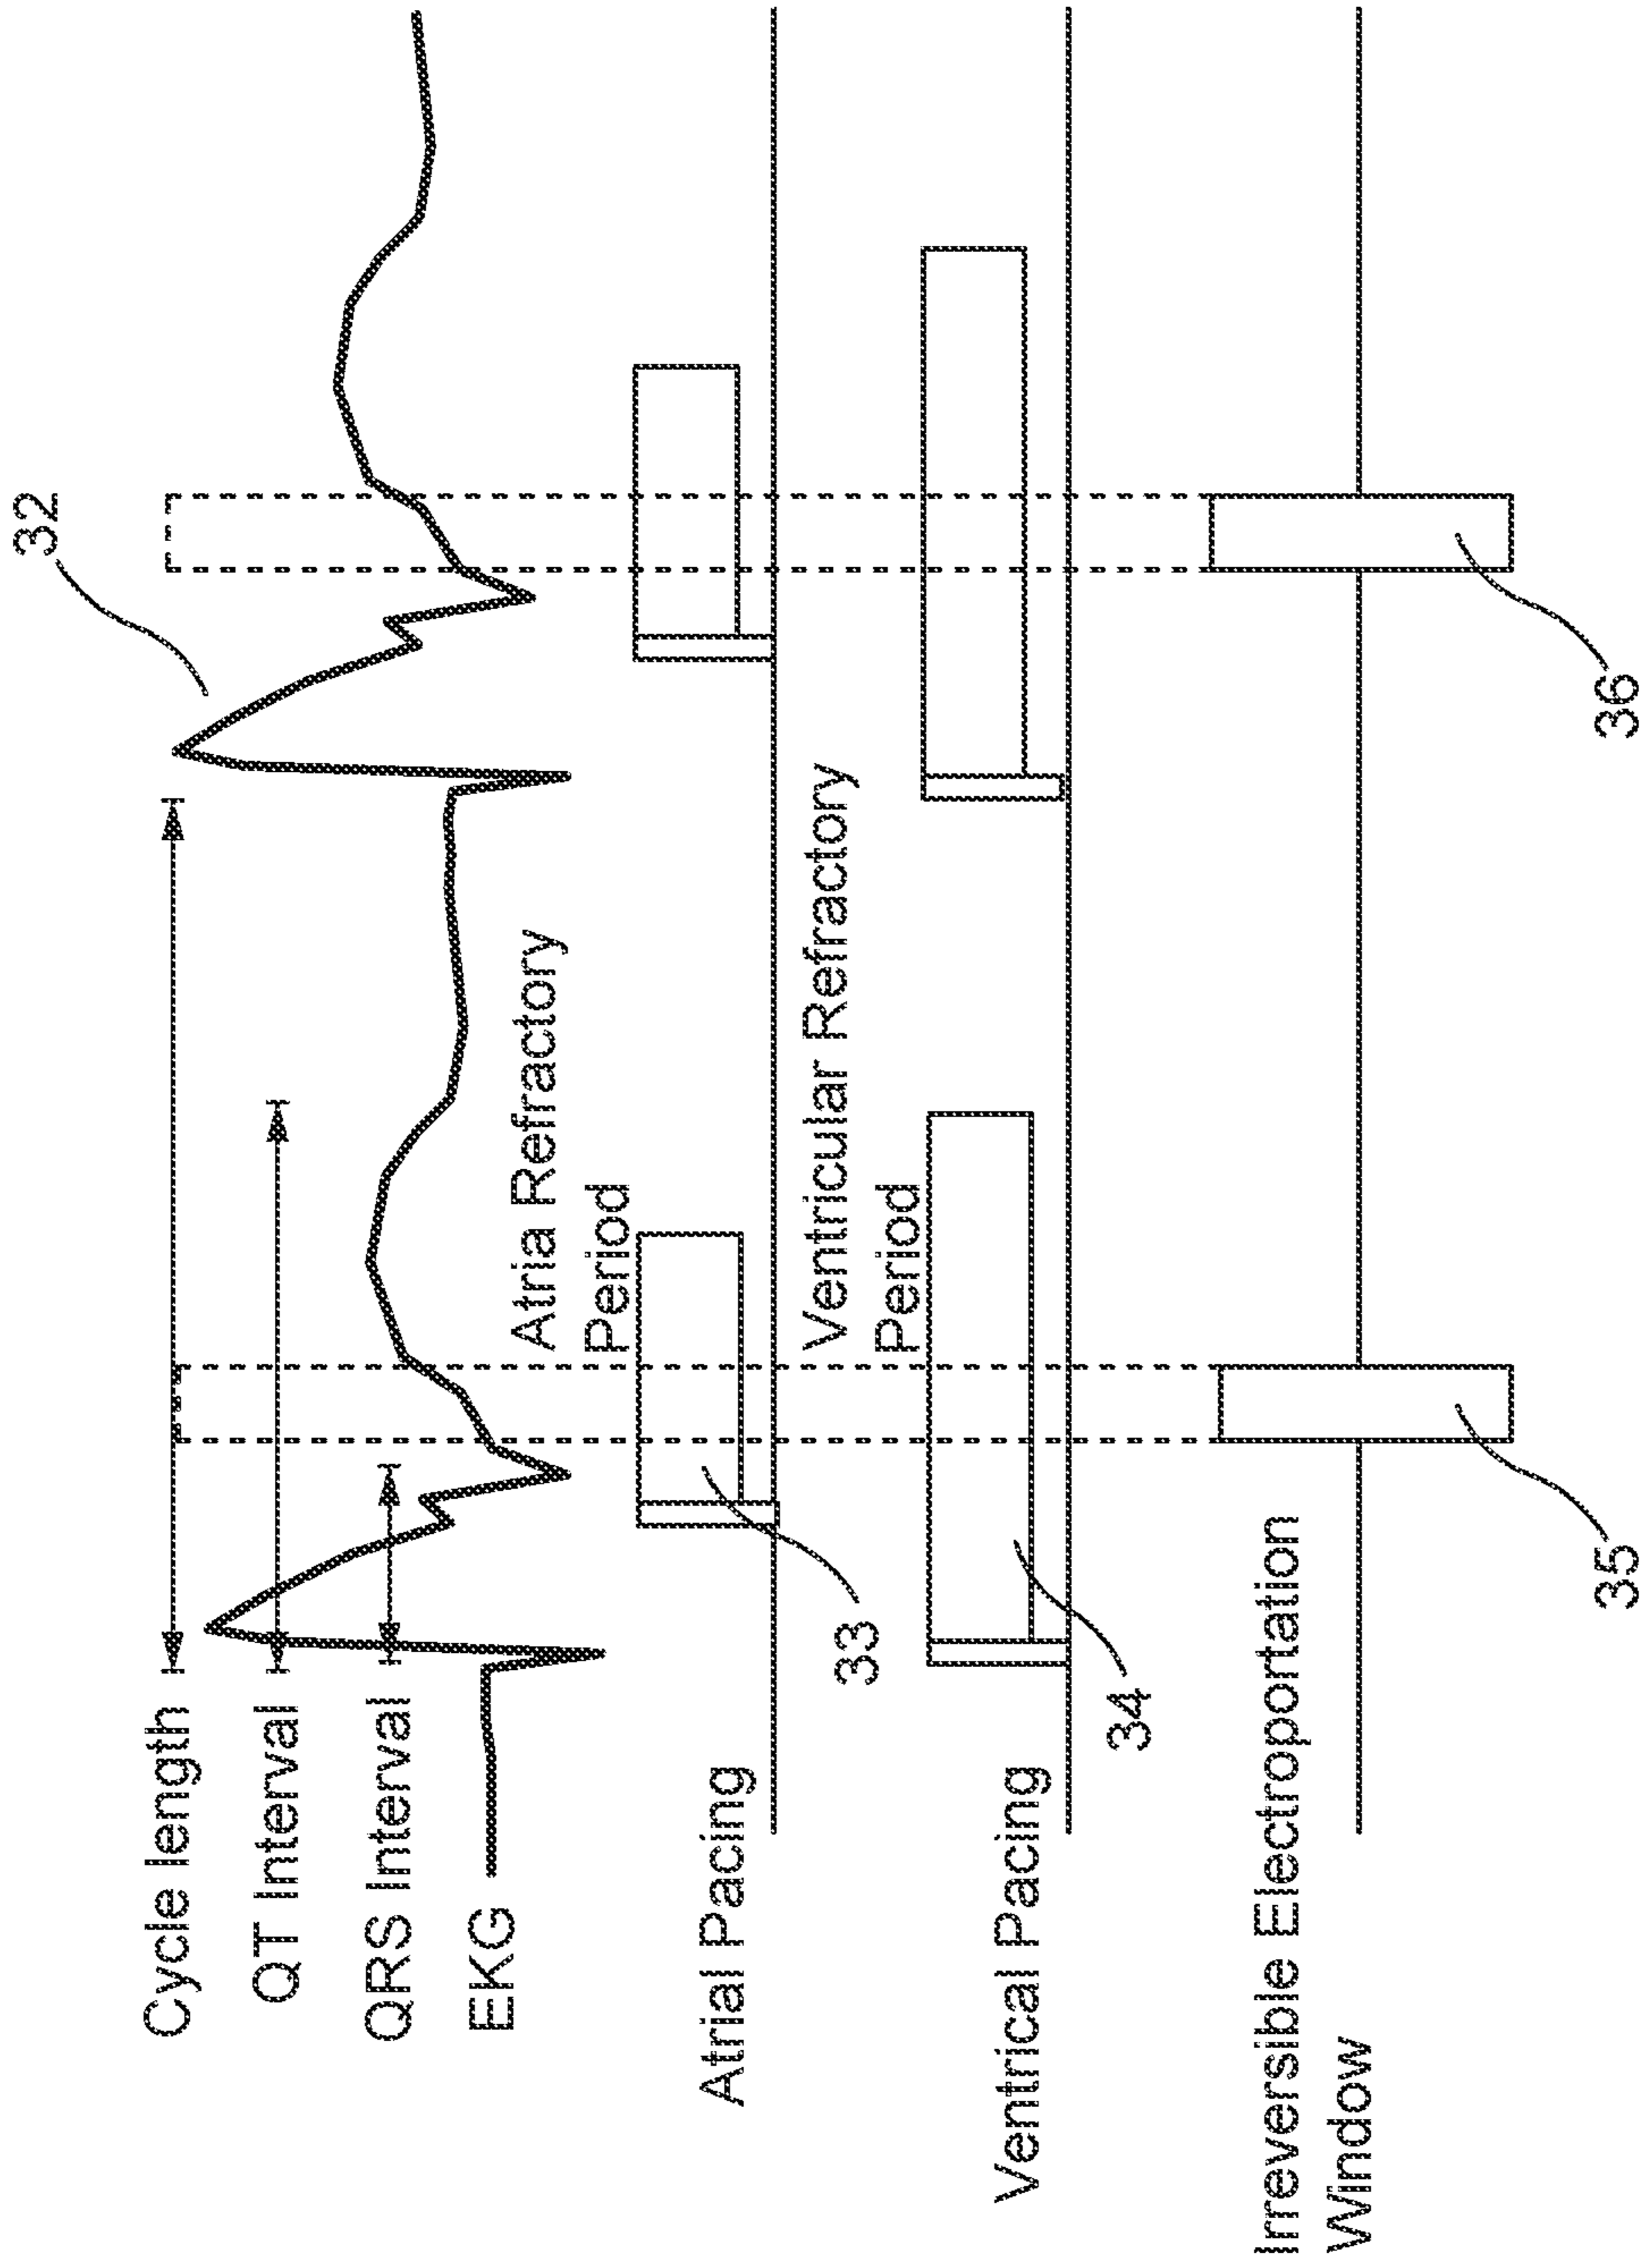 Cycle length
QT Interval
QRS Interval
EKG
32
Atria Refractory
Period
Atrial Pacing
33
Ventricular Refractory
Period
Ventrical Pacing
34
Irreversible Electroportation
Window
35
36